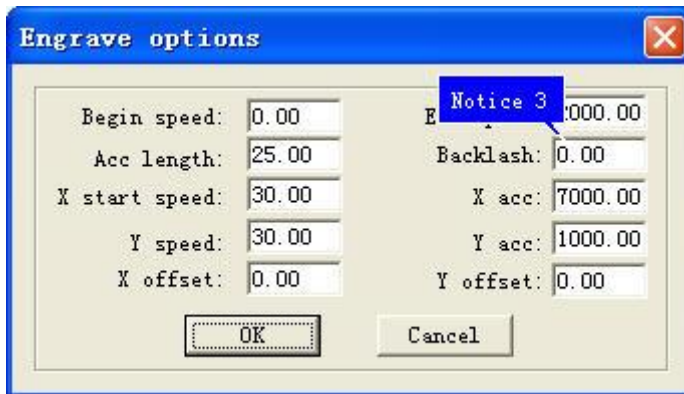 Engrave options
Notice 3
Begin speed: 0.00
2000.00
Acc length: 25.00
Backlash: 0.00
X start speed: 30.00
X acc: 7000.00
Y speed: 30.00
Y acc: 1000.00
X offset: 0.00
Y offset: 0.00
OK
Cancel